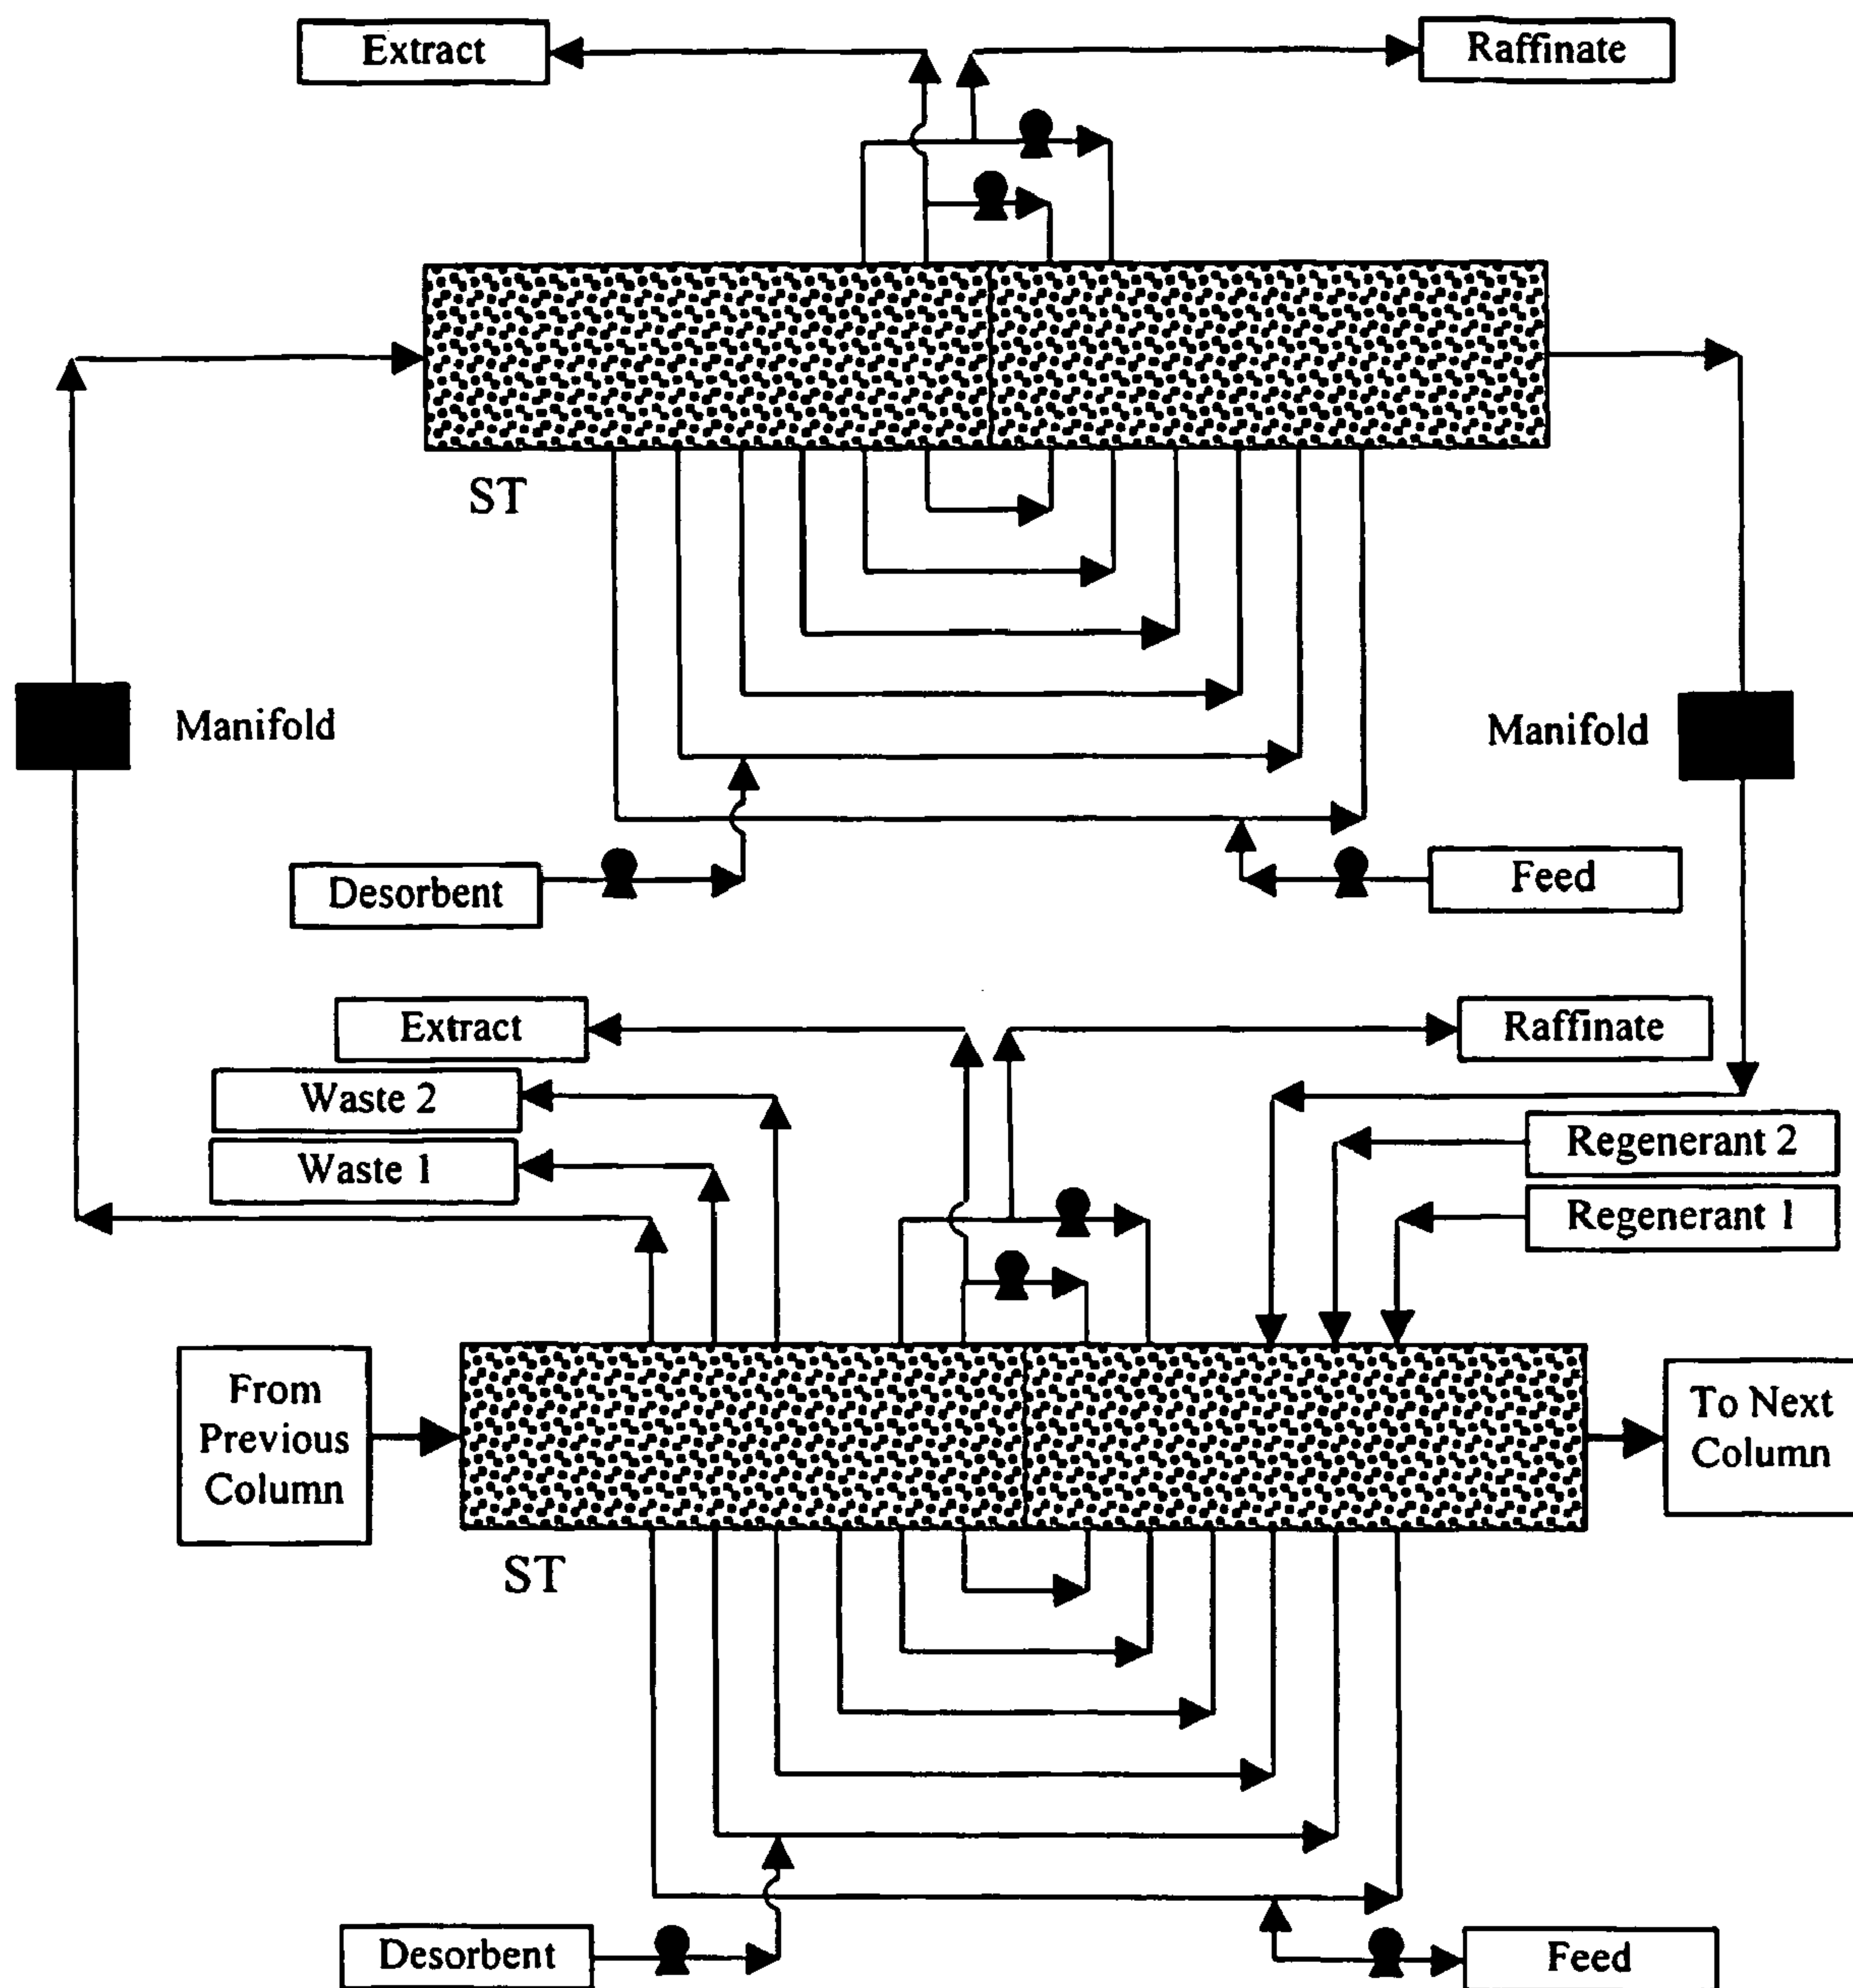 Extract
Raffinate
ST
Manifold
Manifold
Desorbent
Feed
Extract
Raffinate
Waste 2
Waste 1
Regenerant 2
Regenerant 1
From
Previous
Column
To Next
Column
ST
Desorbent
Feed